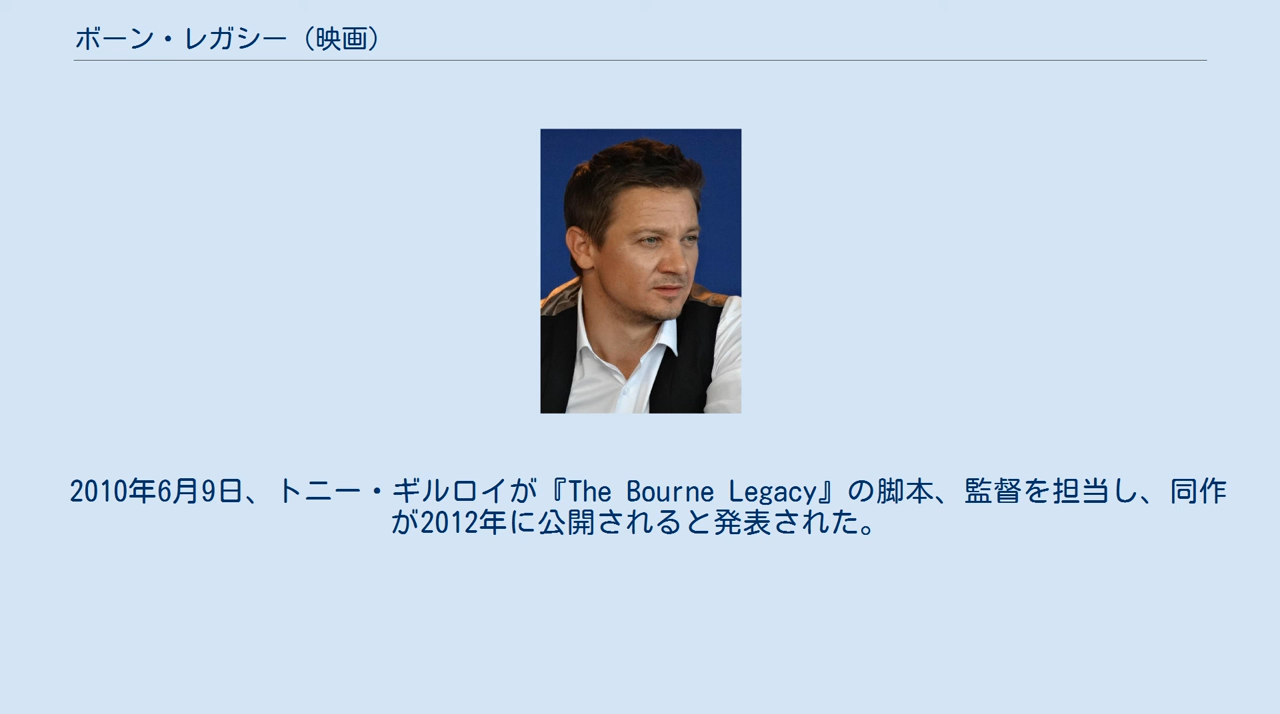 ボーン・レガシー（映画）
2010年6月9日、トニー・ギルロイが『The Bourne Legacy』の脚本、監督を担当し、同作
が2012年に公開されると発表された。